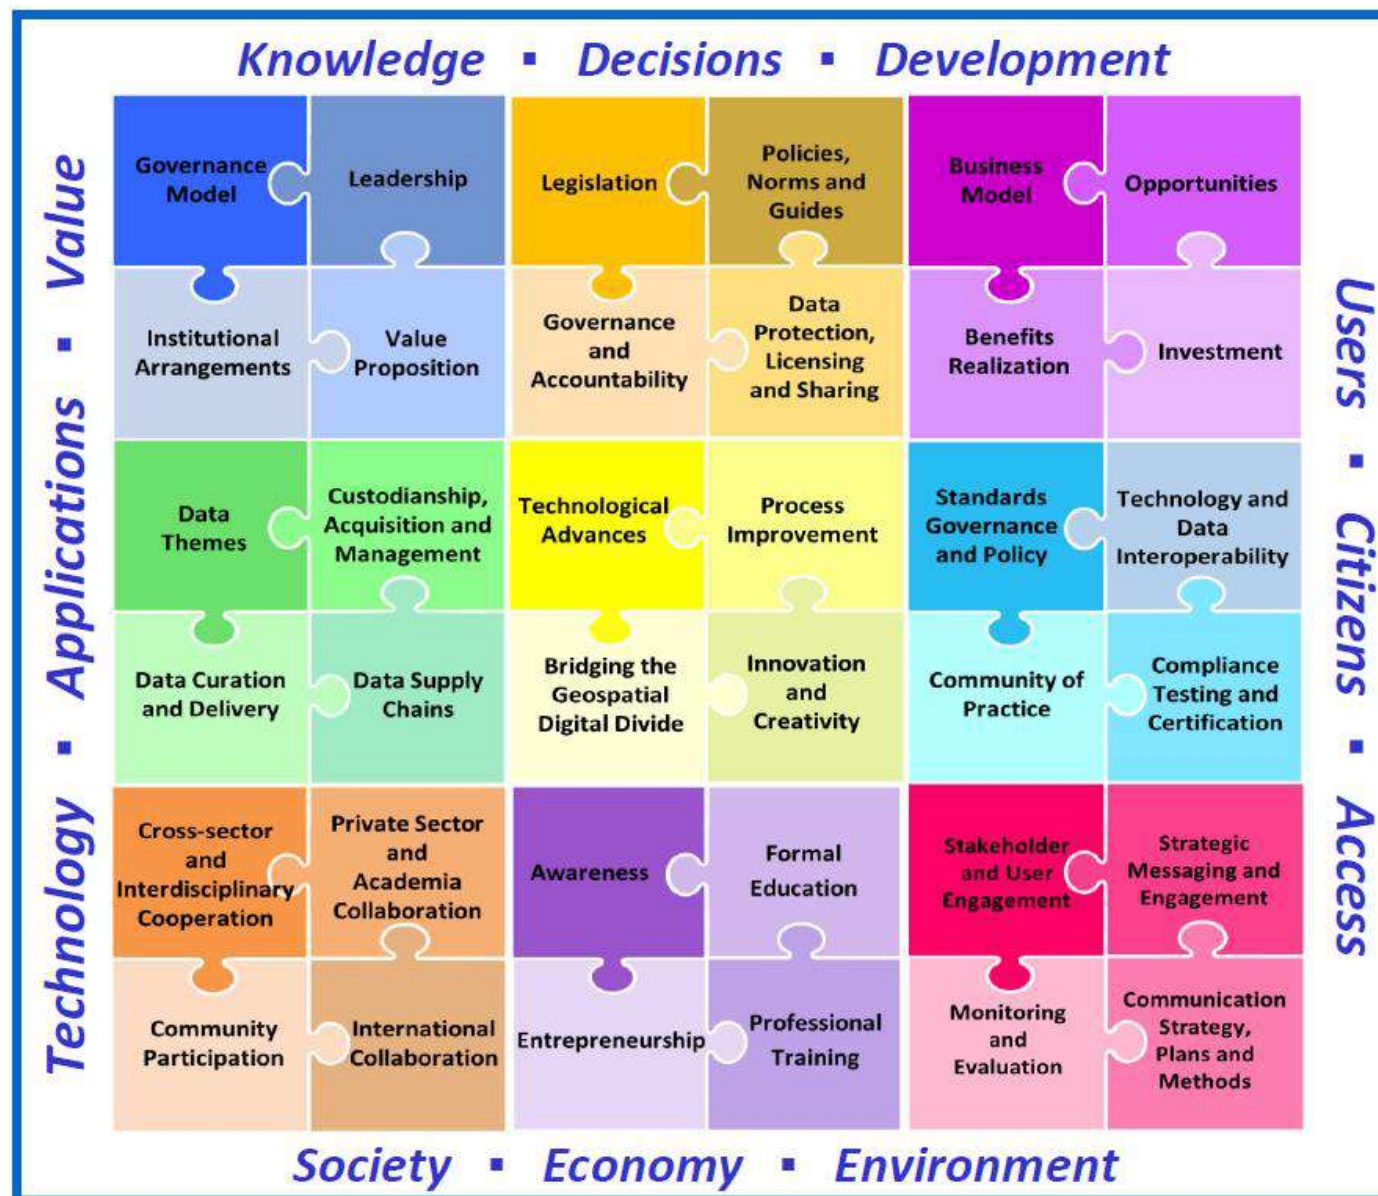 Knowledge ▪ Decisions ▪ Development
Technology ▪ Applications ▪ Value
Governance
Model
Leadership
Legislation
Policies,
Norms and
Guides
Business
Model
Opportunities
Institutional
Arrangements
Value
Proposition
Governance
and
Accountability
Data
Protection,
Licensing
and Sharing
Benefits
Realization
Investment
Data
Themes
Custodianship,
Acquisition and
Management
Technological
Advances
Process
Improvement
Standards
Governance
and Policy
Technology and
Data
Interoperability
Data Curation
and Delivery
Data Supply
Chains
Bridging the
Geospatial
Digital Divide
Innovation
and
Creativity
Community of
Practice
Compliance
Testing and
Certification
Cross-sector
and
Interdisciplinary
Cooperation
Private Sector
and
Academia
Collaboration
Awareness
Formal
Education
Stakeholder
and User
Engagement
Strategic
Messaging and
Engagement
Community
Participation
International
Collaboration
Entrepreneurship
Professional
Training
Monitoring
and
Evaluation
Communication
Strategy,
Plans and
Methods
Users ▪ Citizens ▪ Access
Society ▪ Economy ▪ Environment